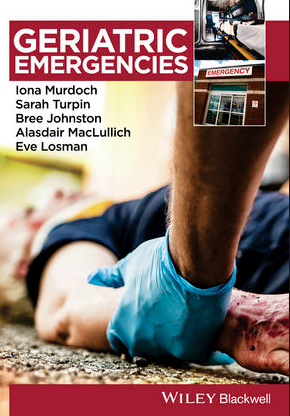 GERIATRIC
EMERGENCIES
Iona Murdoch
Sarah Turpin
Bree Johnston
Alasdair MacLullich
Eve Losman
EMERGENCY
WILEY Blackwell